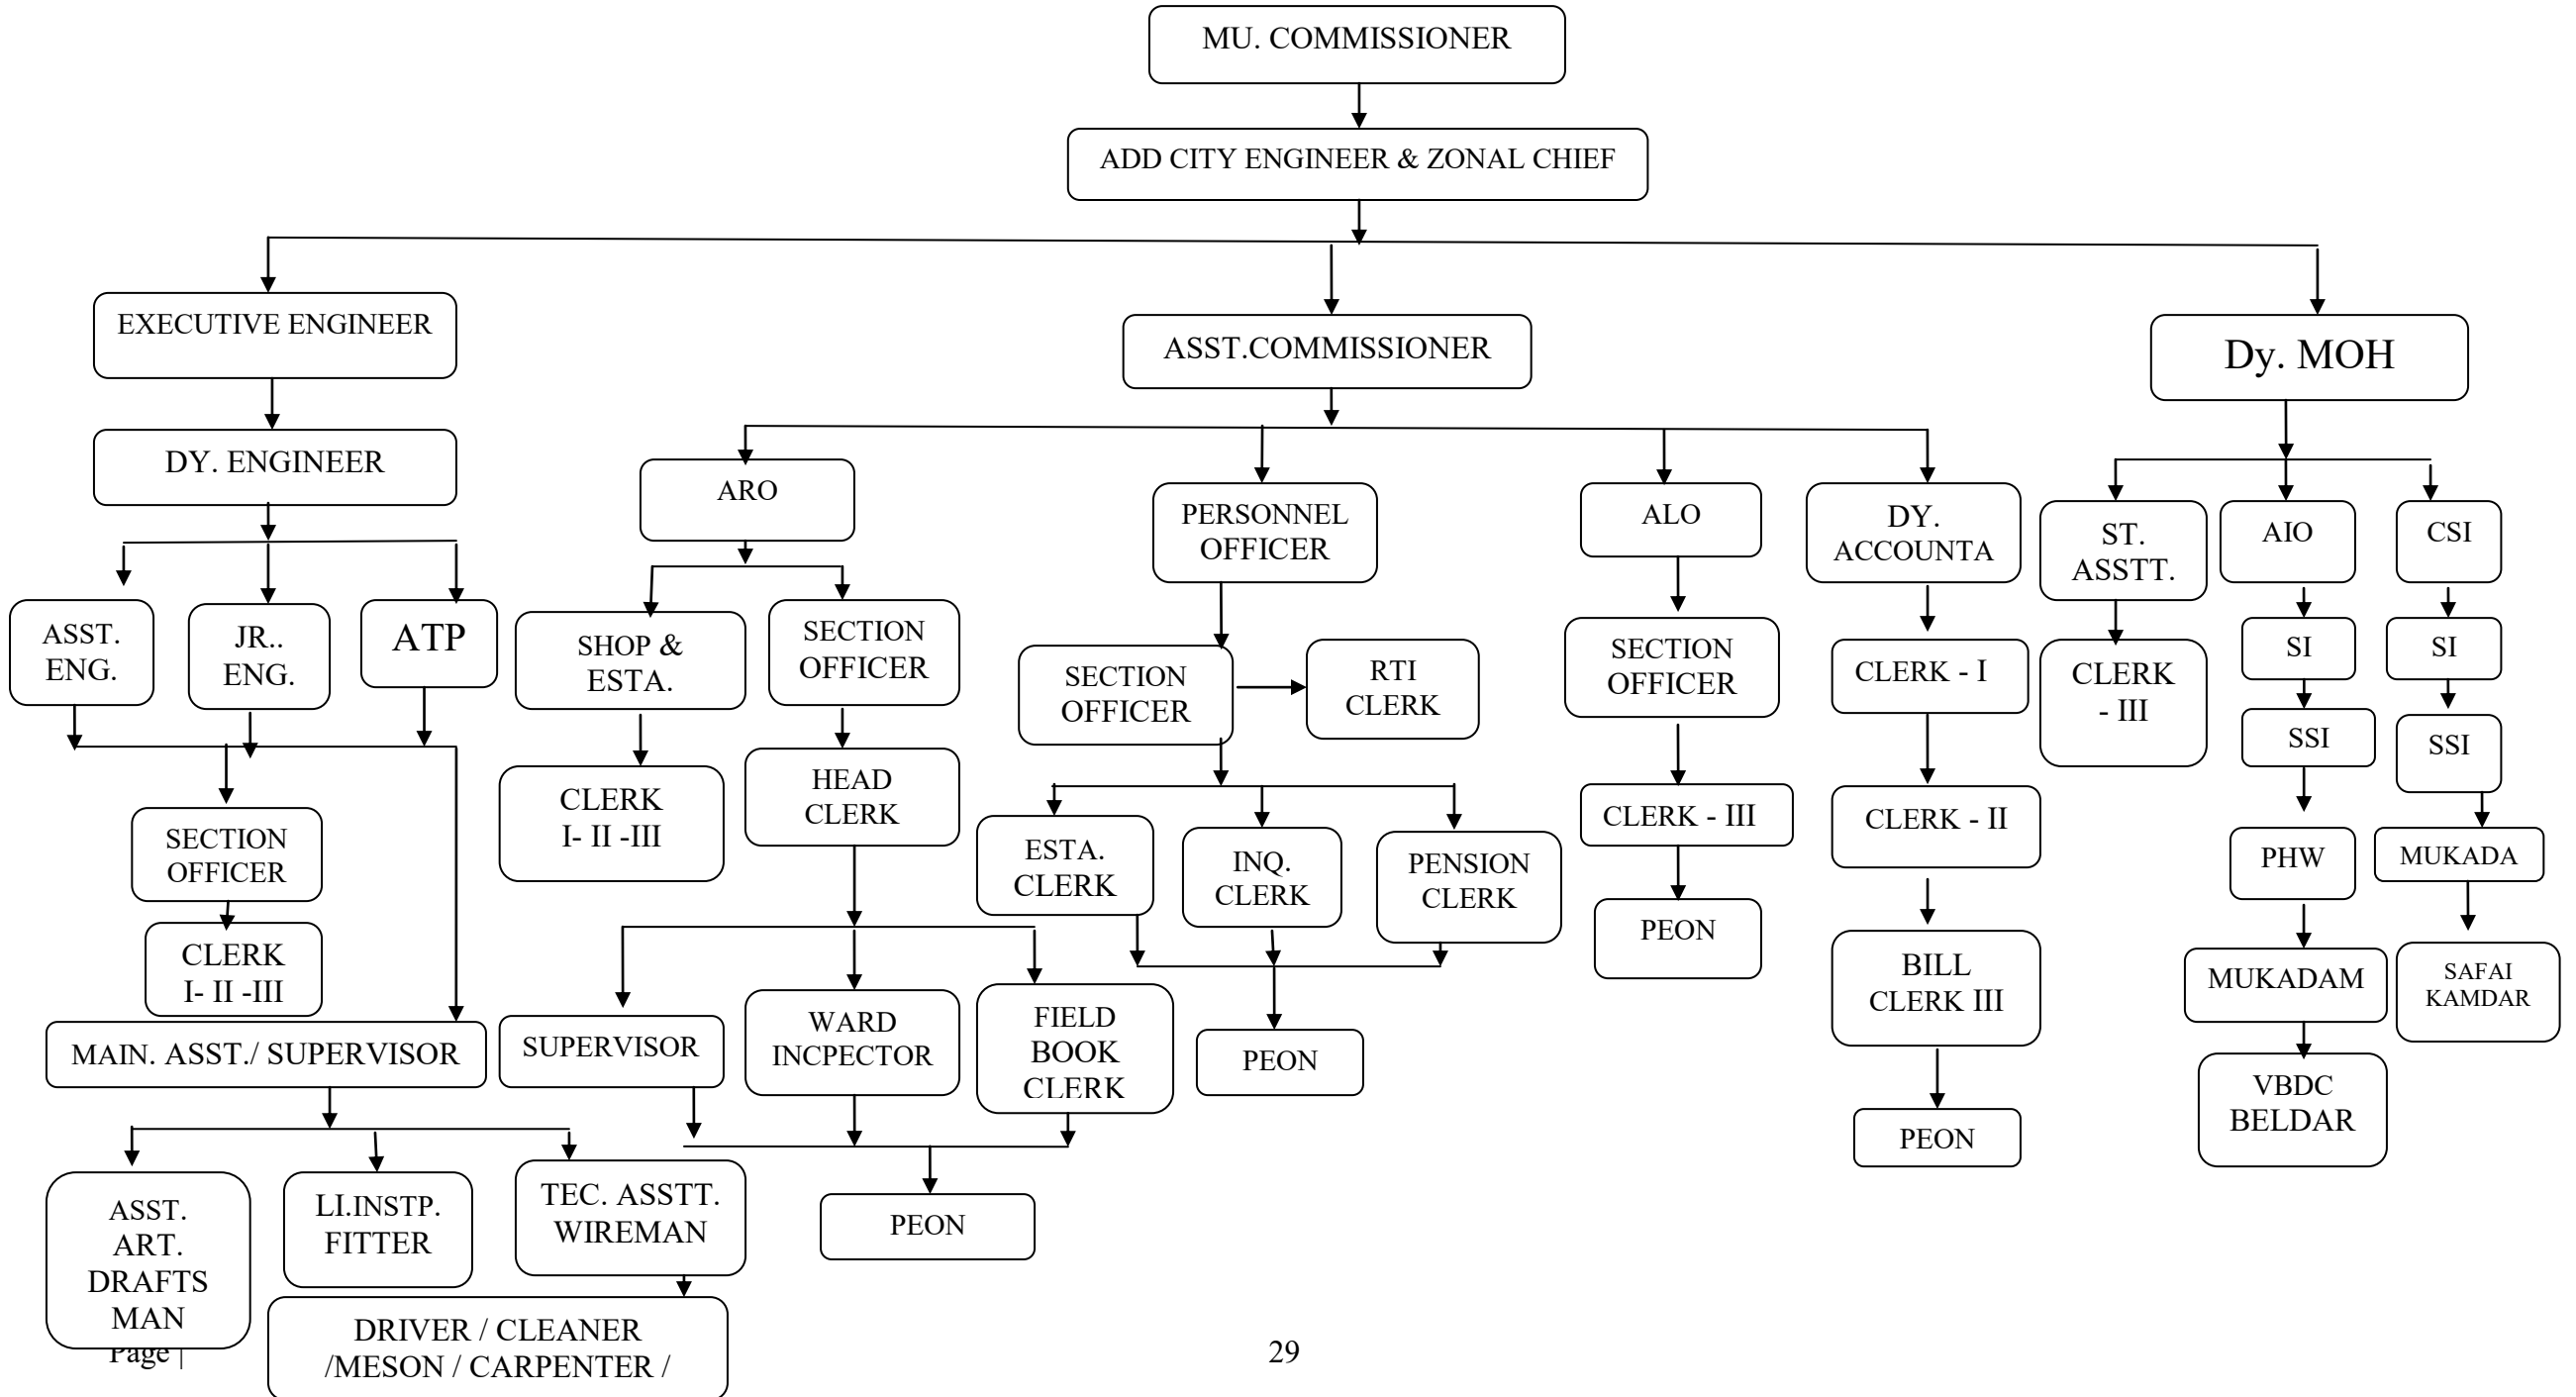 MU. COMMISSIONER
ADD CITY ENGINEER & ZONAL CHIEF
EXECUTIVE ENGINEER
ASST.COMMISSIONER
Dy. MOH
DY. ENGINEER
ARO
PERSONNEL
OFFICER
ALO
DY.
ACCOUNTA
ST.
ASSTT.
AIO
CSI
ASST.
ENG.
JR..
ENG.
ATP
SHOP &
ESTA.
SECTION
OFFICER
SECTION
OFFICER
RTI
CLERK
SECTION
OFFICER
CLERK - I
CLERK
- III
SI
SI
SSI
SSI
CLERK
I- II -III
HEAD
CLERK
SECTION
OFFICER
ESTA.
CLERK
INQ.
CLERK
PENSION
CLERK
CLERK - III
CLERK - II
PHW
MUKADA
CLERK
I- II -III
PEON
BILL
CLERK III
MUKADAM
SAFAI
KAMDAR
MAIN. ASST./ SUPERVISOR
SUPERVISOR
WARD
INCPECTOR
FIELD
BOOK
CLERK
PEON
VBDC
BELDAR
PEON
ASST.
ART.
DRAFTS
MAN
LI.INSTP.
FITTER
TEC. ASSTT.
WIREMAN
PEON
DRIVER / CLEANER
/MESON / CARPENTER /
Page |
29